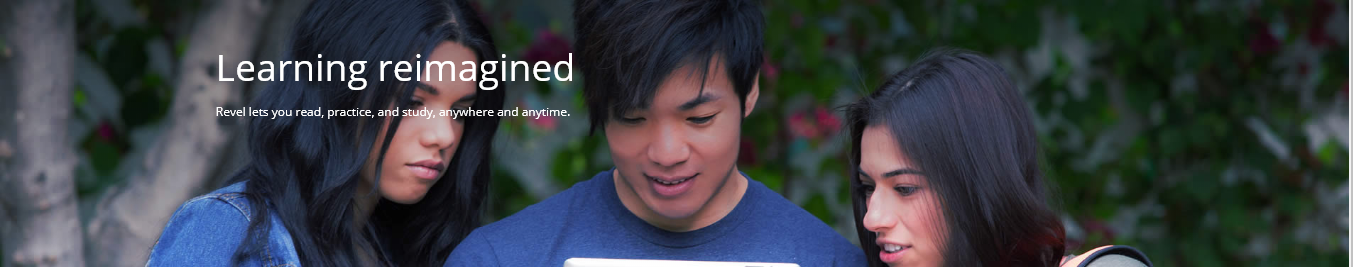 Learning reimagined
Revel lets you read, practice, and study, anywhere and anytime.